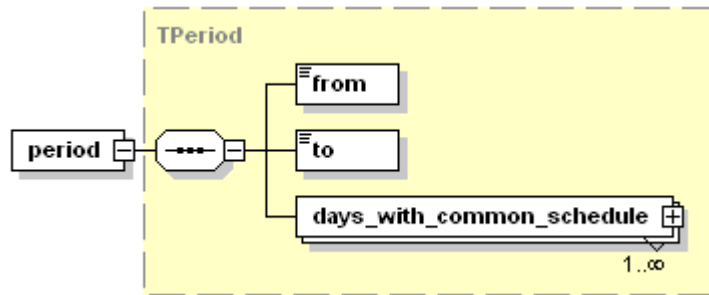 TPeriod
from
period
to
days_with_common_schedule
1..∞